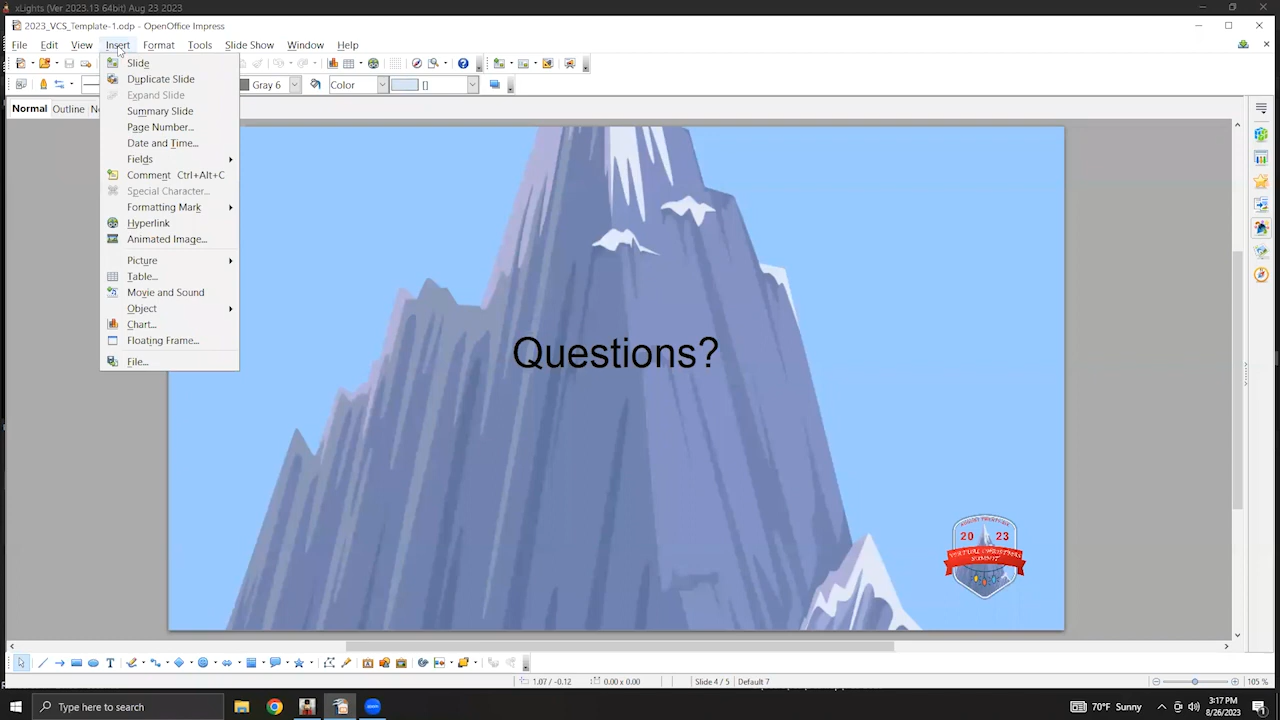 xLights (Ver 2023.13 64bit) Aug 23 2023
2023_VCS_Template-1.odp - OpenOffice Impress
File Edit View Insert Format Tools Slide Show Window Help
Gray 6 Color []
Normal Outline No
Slide
Duplicate Slide
Expand Slide
Summary Slide
Page Number...
Date and Time...
Fields
Comment Ctrl+Alt+C
Special Character...
Formatting Mark
Hyperlink
Animated Image...
Picture
Table...
Movie and Sound
Object
Chart...
Floating Frame...
File...
Questions?
20 23
VIRTUAL CHRISTMAS
SUMMIT
1.07 / -0.12 0.00 x 0.00 Slide 4 / 5 Default 7 105 %
Type here to search 70°F Sunny 3:17 PM
8/26/2023